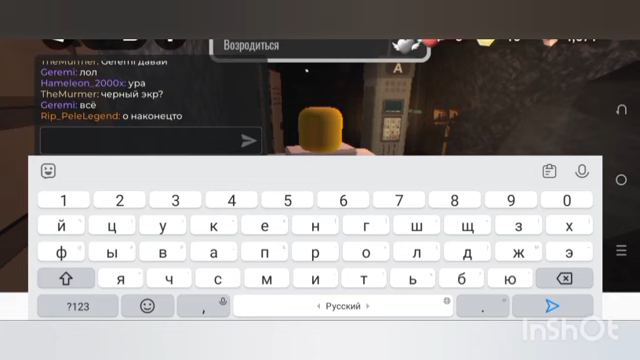 Возродиться
TheMurmer: Geremi давай
Geremi: лол
Hameleon_2000x: ура
TheMurmer: черный экр?
Geremi: всё
Rip_PeleLegend: о наконецто
A
1 2 3 4 5 6 7 8 9 0
й ц у к е н г ш щ з х
ф ы в а п р о л д ж э
я ч с м и т ь б ю
?123 , Русский .
InShOt